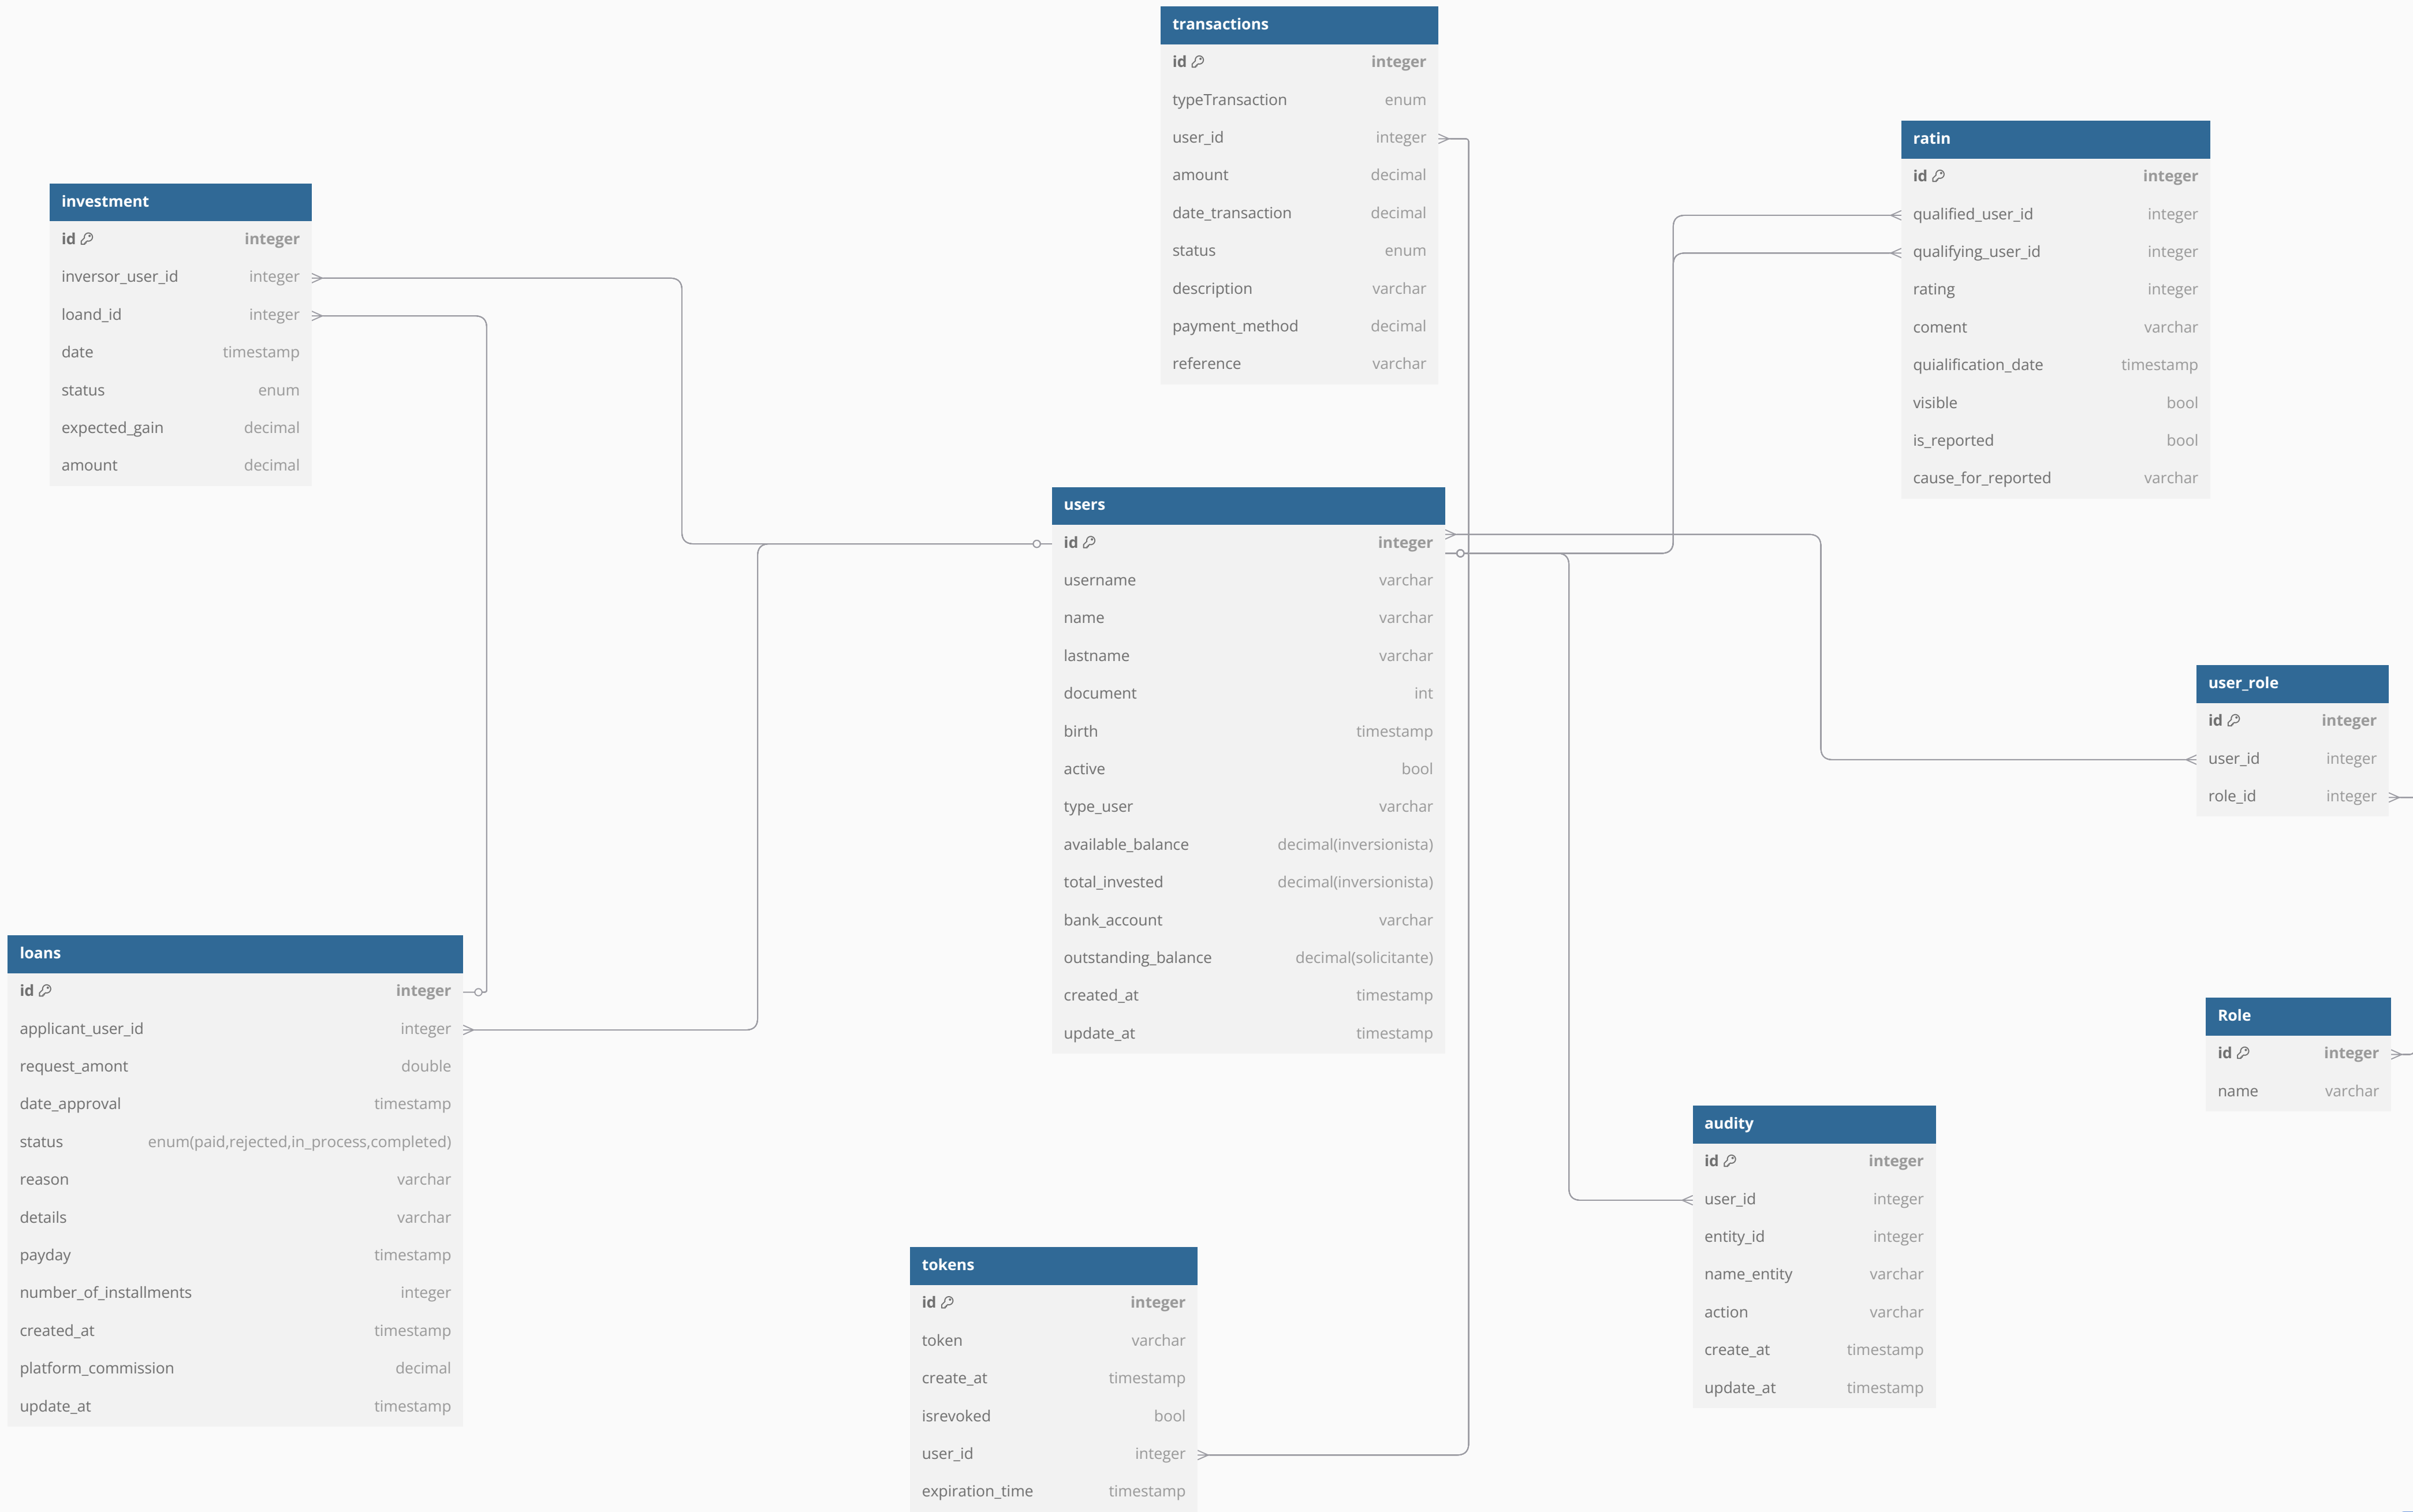 transactions
id integer
typeTransaction enum
user_id integer
amount decimal
date_transaction decimal
status enum
description varchar
payment_method decimal
reference varchar
ratin
id integer
qualified_user_id integer
qualifying_user_id integer
rating integer
coment varchar
quialification_date timestamp
visible bool
is_reported bool
cause_for_reported varchar
investment
id integer
inversor_user_id integer
loand_id integer
date timestamp
status enum
expected_gain decimal
amount decimal
users
id integer
username varchar
name varchar
lastname varchar
document int
birth timestamp
active bool
type_user varchar
available_balance decimal(inversionista)
total_invested decimal(inversionista)
bank_account varchar
outstanding_balance decimal(solicitante)
created_at timestamp
update_at timestamp
user_role
id integer
user_id integer
role_id integer
loans
id integer
applicant_user_id integer
request_amont double
date_approval timestamp
status enum(paid,rejected,in_process,completed)
reason varchar
details varchar
payday timestamp
number_of_installments integer
created_at timestamp
platform_commission decimal
update_at timestamp
Role
id integer
name varchar
audity
id integer
user_id integer
entity_id integer
name_entity varchar
action varchar
create_at timestamp
update_at timestamp
tokens
id integer
token varchar
create_at timestamp
isrevoked bool
user_id integer
expiration_time timestamp